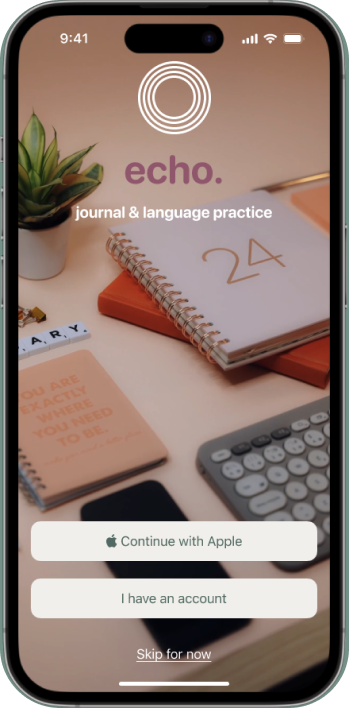 9:41
echo.
journal & language practice
24
ARY.
YOU ARE
EXACTLY
WHERE
YOU NEED
TO BE.
Continue with Apple
I have an account
Skip for now